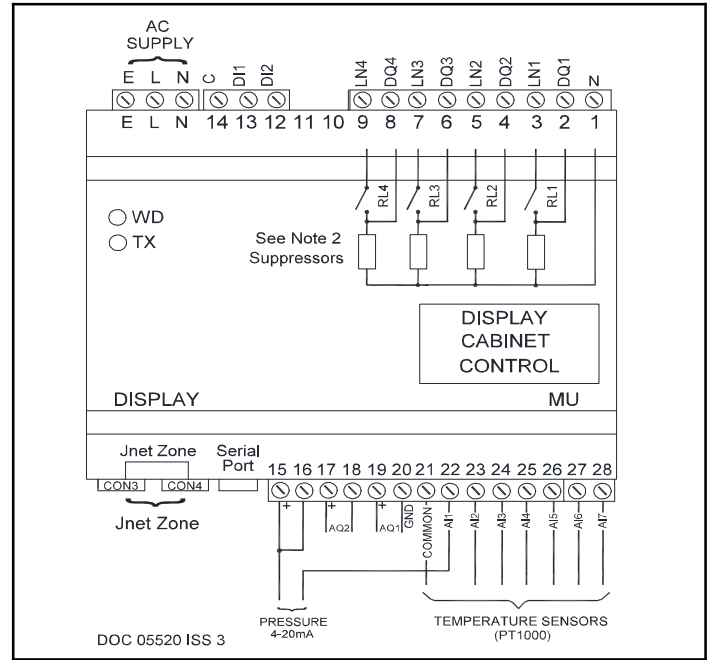 AC
SUPPLY
E L N C DI1 DI2 LN4 DQ4 LN3 DQ3 LN2 DQ2 LN1 DQ1 N
E L N 14 13 12 11 10 9 8 7 6 5 4 3 2 1
RL4 RL3 RL2 RL1
WD
TX
See Note 2
Suppressors
DISPLAY
CABINET
CONTROL
DISPLAY MU
Jnet Zone Serial
Port
15 16 17 18 19 20 21 22 23 24 25 26 27 28
CON3 CON4
Jnet Zone
+ + +
AQ2 AQ1 GND COMMON AI1 AI2 AI3 AI4 AI5 AI6 AI7
PRESSURE
4-20mA
TEMPERATURE SENSORS
(PT1000)
DOC 05520 ISS 3